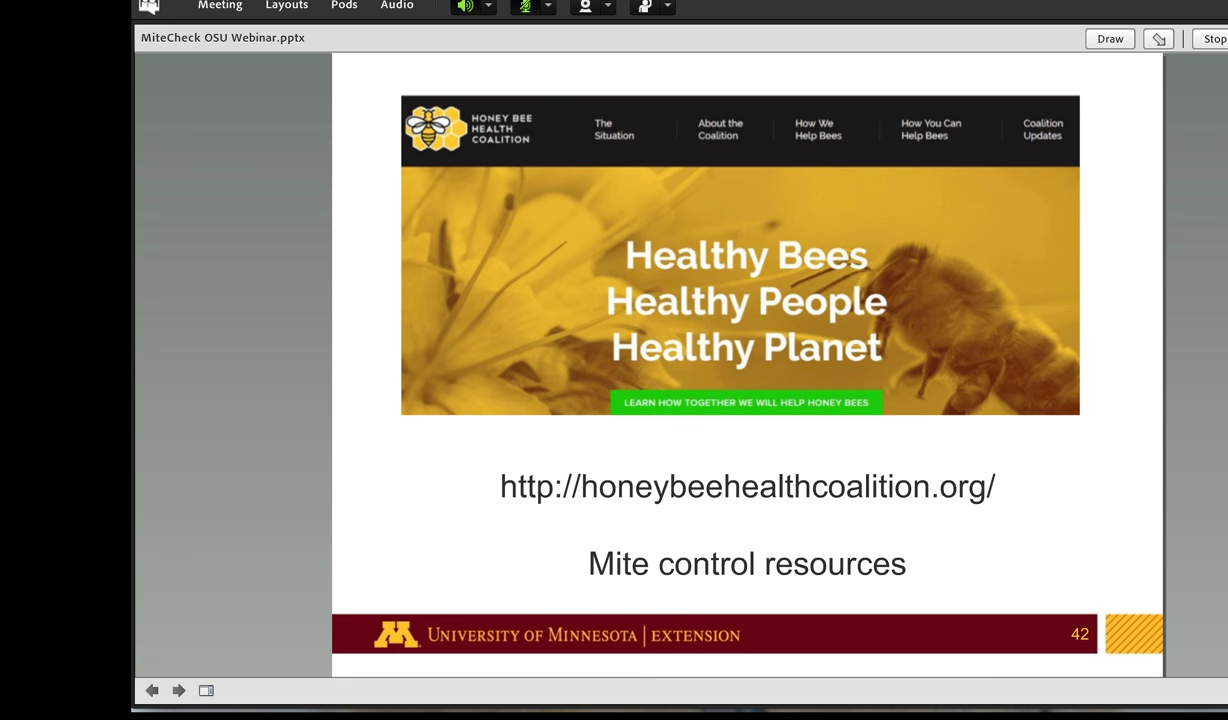 Meeting Layouts Pods Audio
MiteCheck OSU Webinar.pptx
Draw
Stop
HONEY BEE
HEALTH
COALITION
The
Situation
About the
Coalition
How We
Help Bees
How You Can
Help Bees
Coalition
Updates
Healthy Bees
Healthy People
Healthy Planet
LEARN HOW TOGETHER WE WILL HELP HONEY BEES
http://honeybeehealthcoalition.org/
Mite control resources
M UNIVERSITY OF MINNESOTA | EXTENSION
42